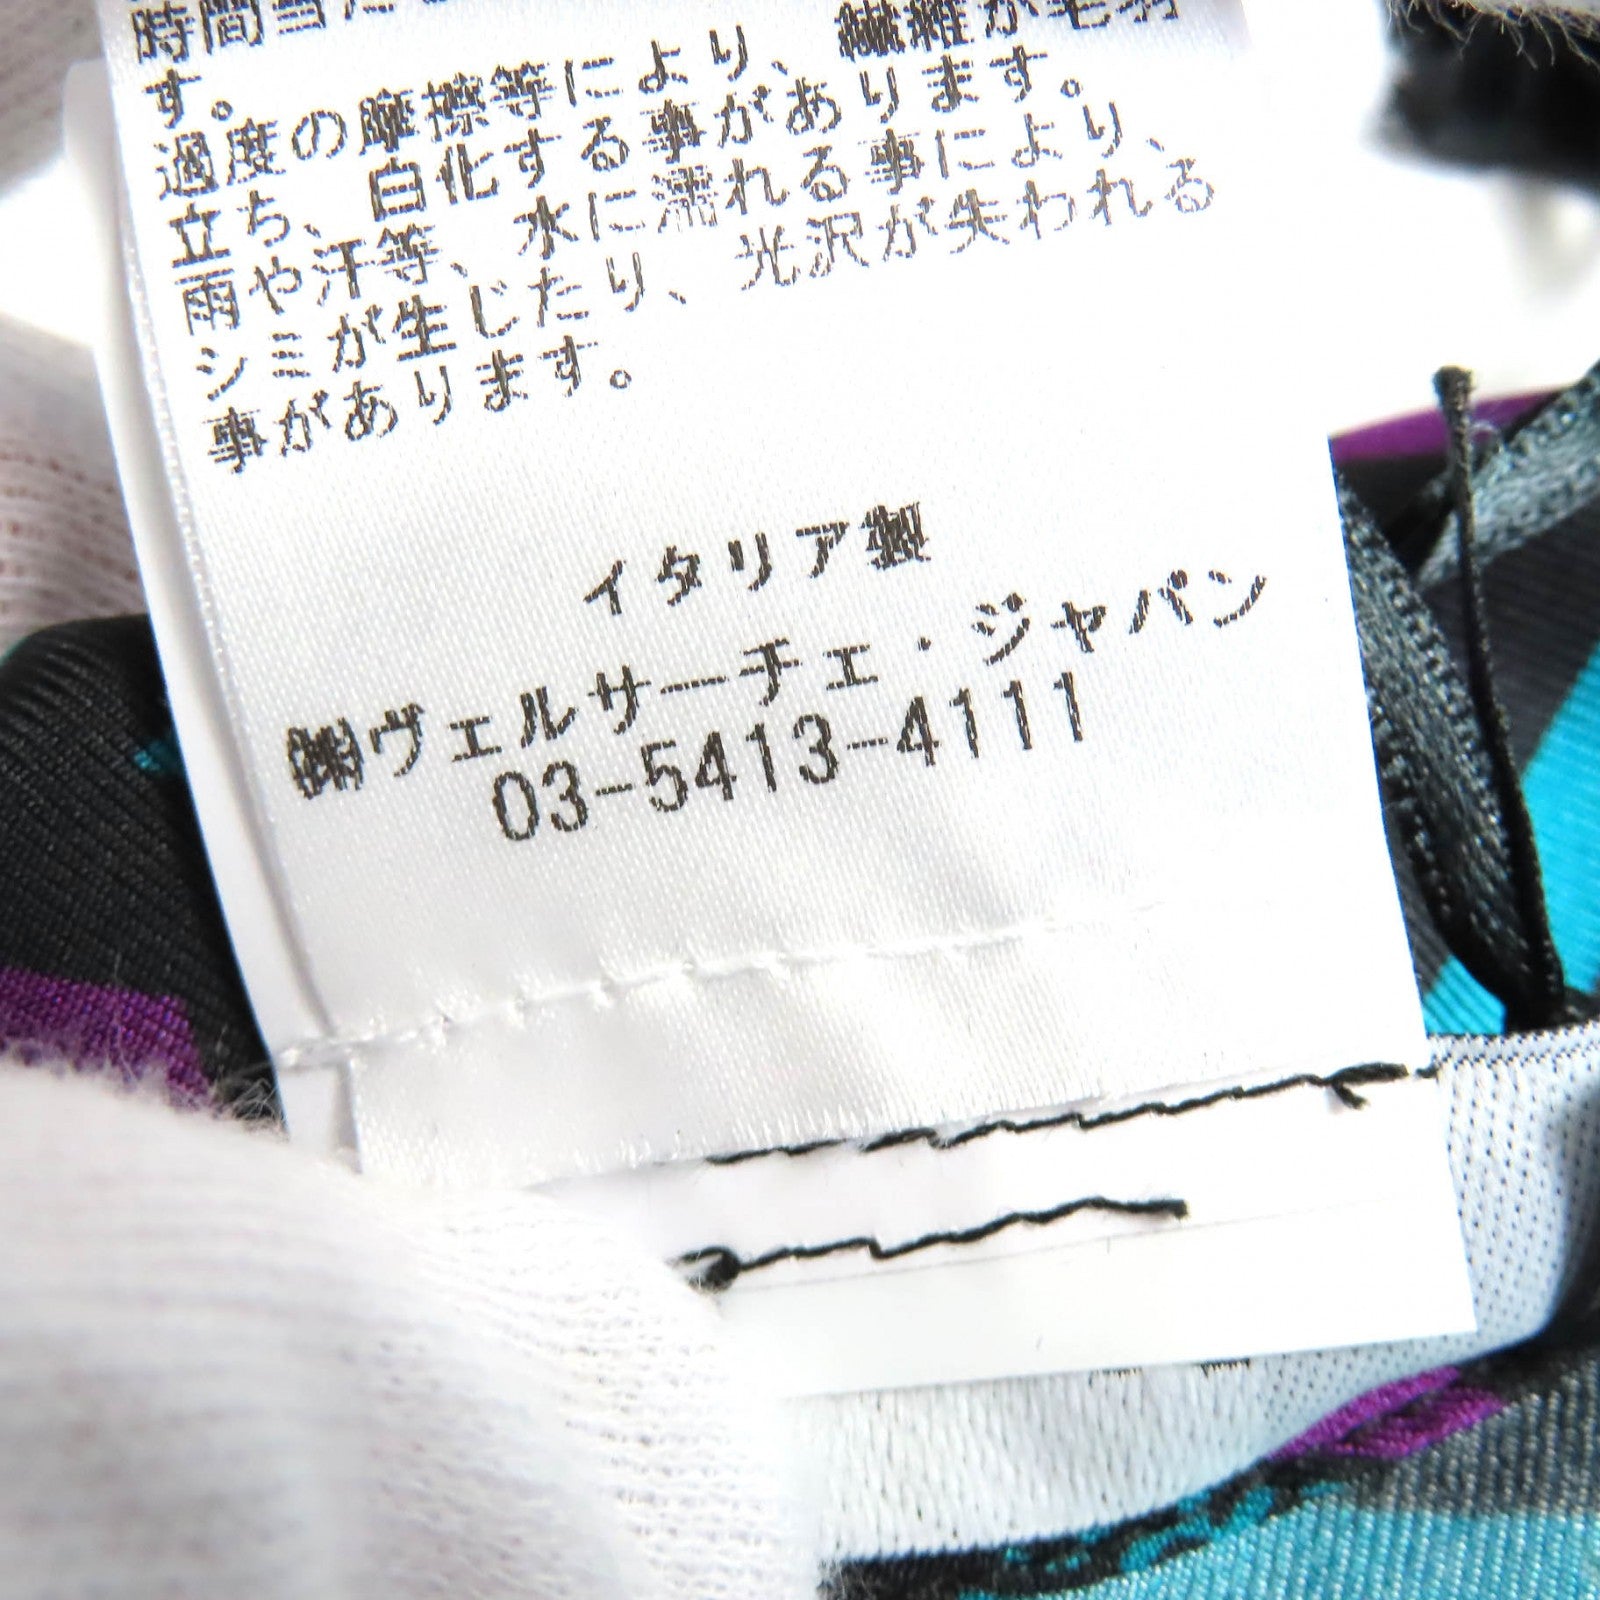 時間当た
す。
過度の摩擦等により、繊維が毛羽
立ち、白化する事があります。
雨や汗等、水に濡れる事により、
シミが生じたり、光沢が失われる
事があります。
イタリア製
㈱ヴェルサーチェ・ジャパン
03-5413-4111